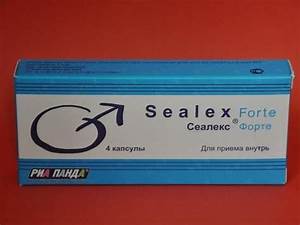 Sealex Forte
Сеалекс® Форте
4 капсулы
Для приема внутрь
РИА ПАНДА